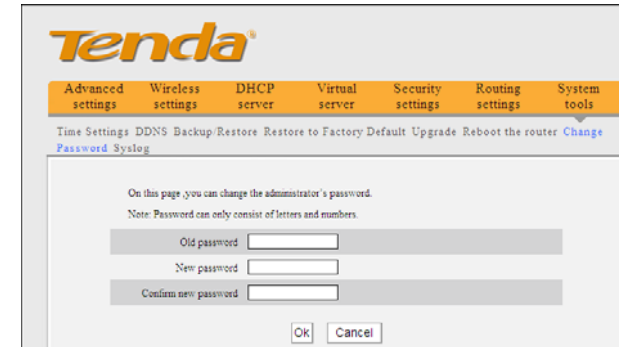 Tenda®
Advanced settings
Wireless settings
DHCP server
Virtual server
Security settings
Routing settings
System tools
Time Settings DDNS Backup/Restore Restore to Factory Default Upgrade Reboot the router Change
Password Syslog
On this page ,you can change the administrator's password.
Note: Password can only consist of letters and numbers.
Old password
New password
Confirm new password
Ok Cancel